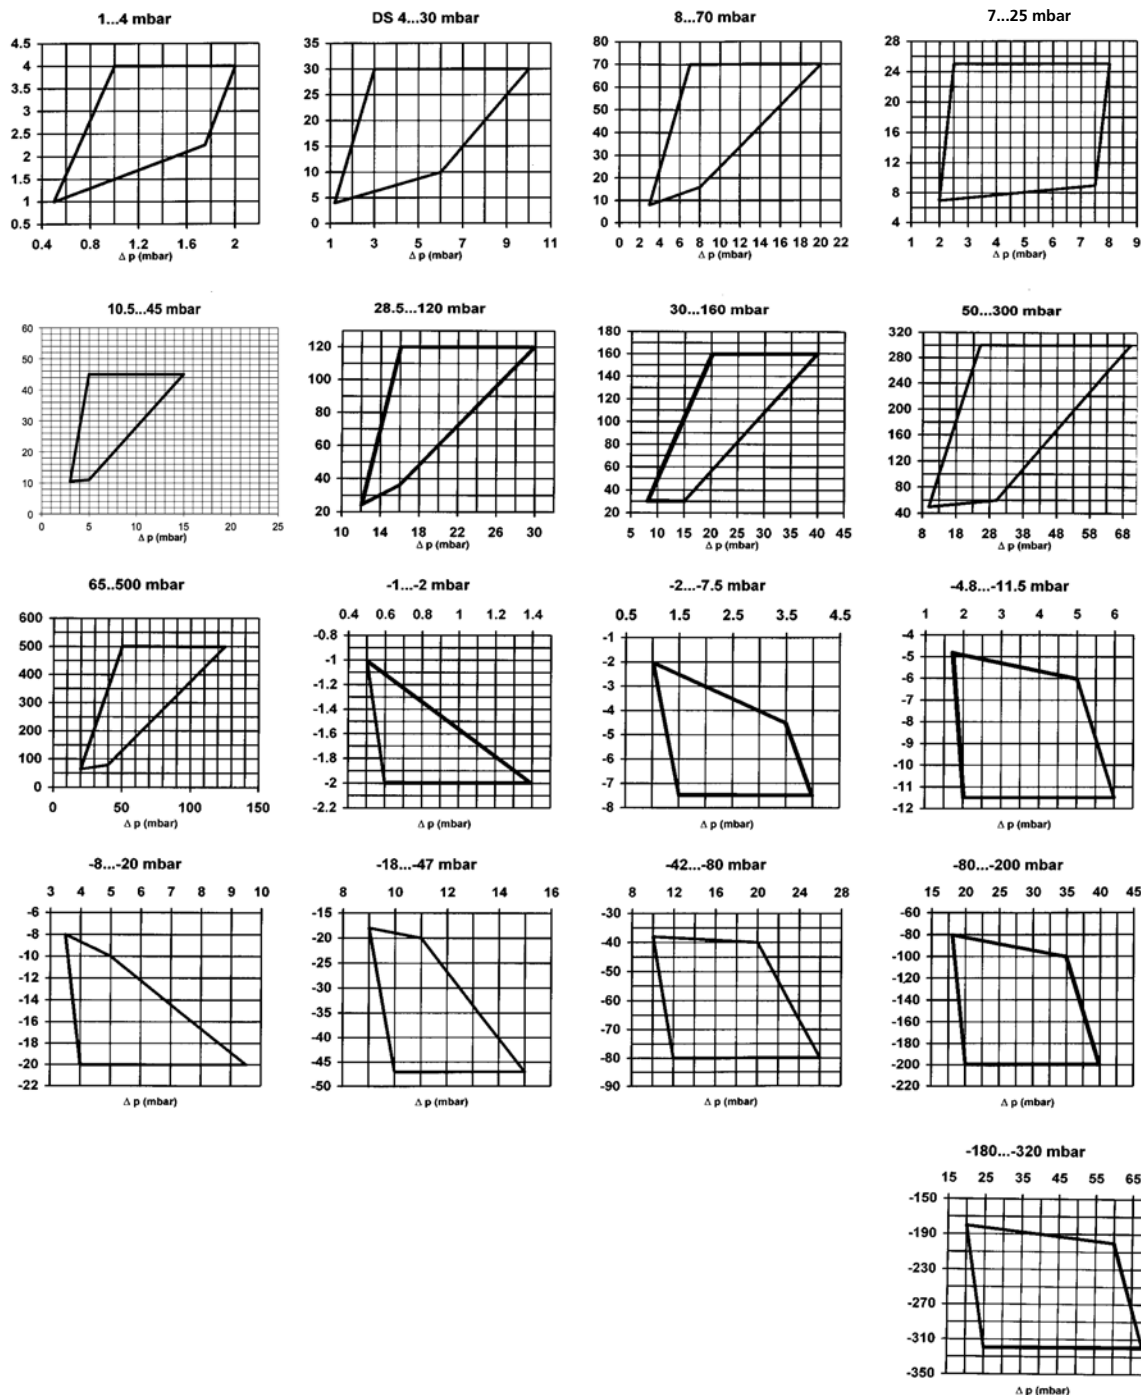 1...4 mbar
4.5
4
3.5
3
2.5
2
1.5
1
0.5
0.4 0.8 1.2 1.6 2
Δ p (mbar)
DS 4...30 mbar
35
30
25
20
15
10
5
0
1 3 5 7 9 11
Δ p (mbar)
8...70 mbar
80
70
60
50
40
30
20
10
0
0 2 4 6 8 10 12 14 16 18 20 22
Δ p (mbar)
7...25 mbar
28
24
20
16
12
8
4
1 2 3 4 5 6 7 8 9
Δ p (mbar)
10.5...45 mbar
60
50
40
30
20
10
0
0 5 10 15 20 25
Δ p (mbar)
28.5...120 mbar
120
100
80
60
40
20
10 14 18 22 26 30
Δ p (mbar)
30...160 mbar
180
160
140
120
100
80
60
40
20
5 10 15 20 25 30 35 40 45
Δ p (mbar)
50...300 mbar
320
280
240
200
160
120
80
40
8 18 28 38 48 58 68
Δ p (mbar)
65..500 mbar
600
500
400
300
200
100
0
0 50 100 150
Δ p (mbar)
-1...-2 mbar
0.4 0.6 0.8 1 1.2 1.4
-0.8
-1
-1.2
-1.4
-1.6
-1.8
-2
-2.2
Δ p (mbar)
-2...-7.5 mbar
0.5 1.5 2.5 3.5 4.5
-1
-2
-3
-4
-5
-6
-7
-8
Δ p (mbar)
-4.8...-11.5 mbar
1 2 3 4 5 6
-4
-5
-6
-7
-8
-9
-10
-11
-12
Δ p (mbar)
-8...-20 mbar
3 4 5 6 7 8 9 10
-6
-8
-10
-12
-14
-16
-18
-20
-22
Δ p (mbar)
-18...-47 mbar
8 10 12 14 16
-15
-20
-25
-30
-35
-40
-45
-50
Δ p (mbar)
-42...-80 mbar
8 12 16 20 24 28
-30
-40
-50
-60
-70
-80
-90
Δ p (mbar)
-80...-200 mbar
15 20 25 30 35 40 45
-60
-80
-100
-120
-140
-160
-180
-200
-220
Δ p (mbar)
-180...-320 mbar
15 25 35 45 55 65
-150
-190
-230
-270
-310
-350
Δ p (mbar)